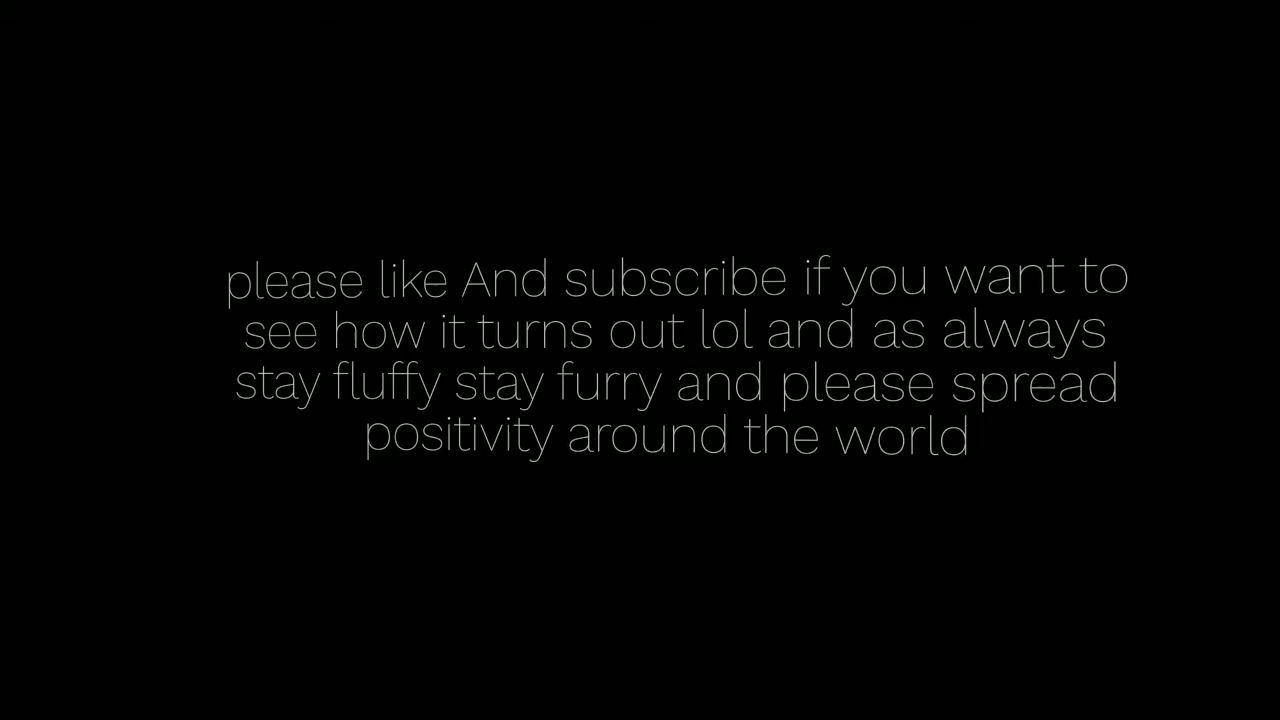 please like And subscribe if you want to
see how it turns out lol and as always
stay fluffy stay furry and please spread
positivity around the world